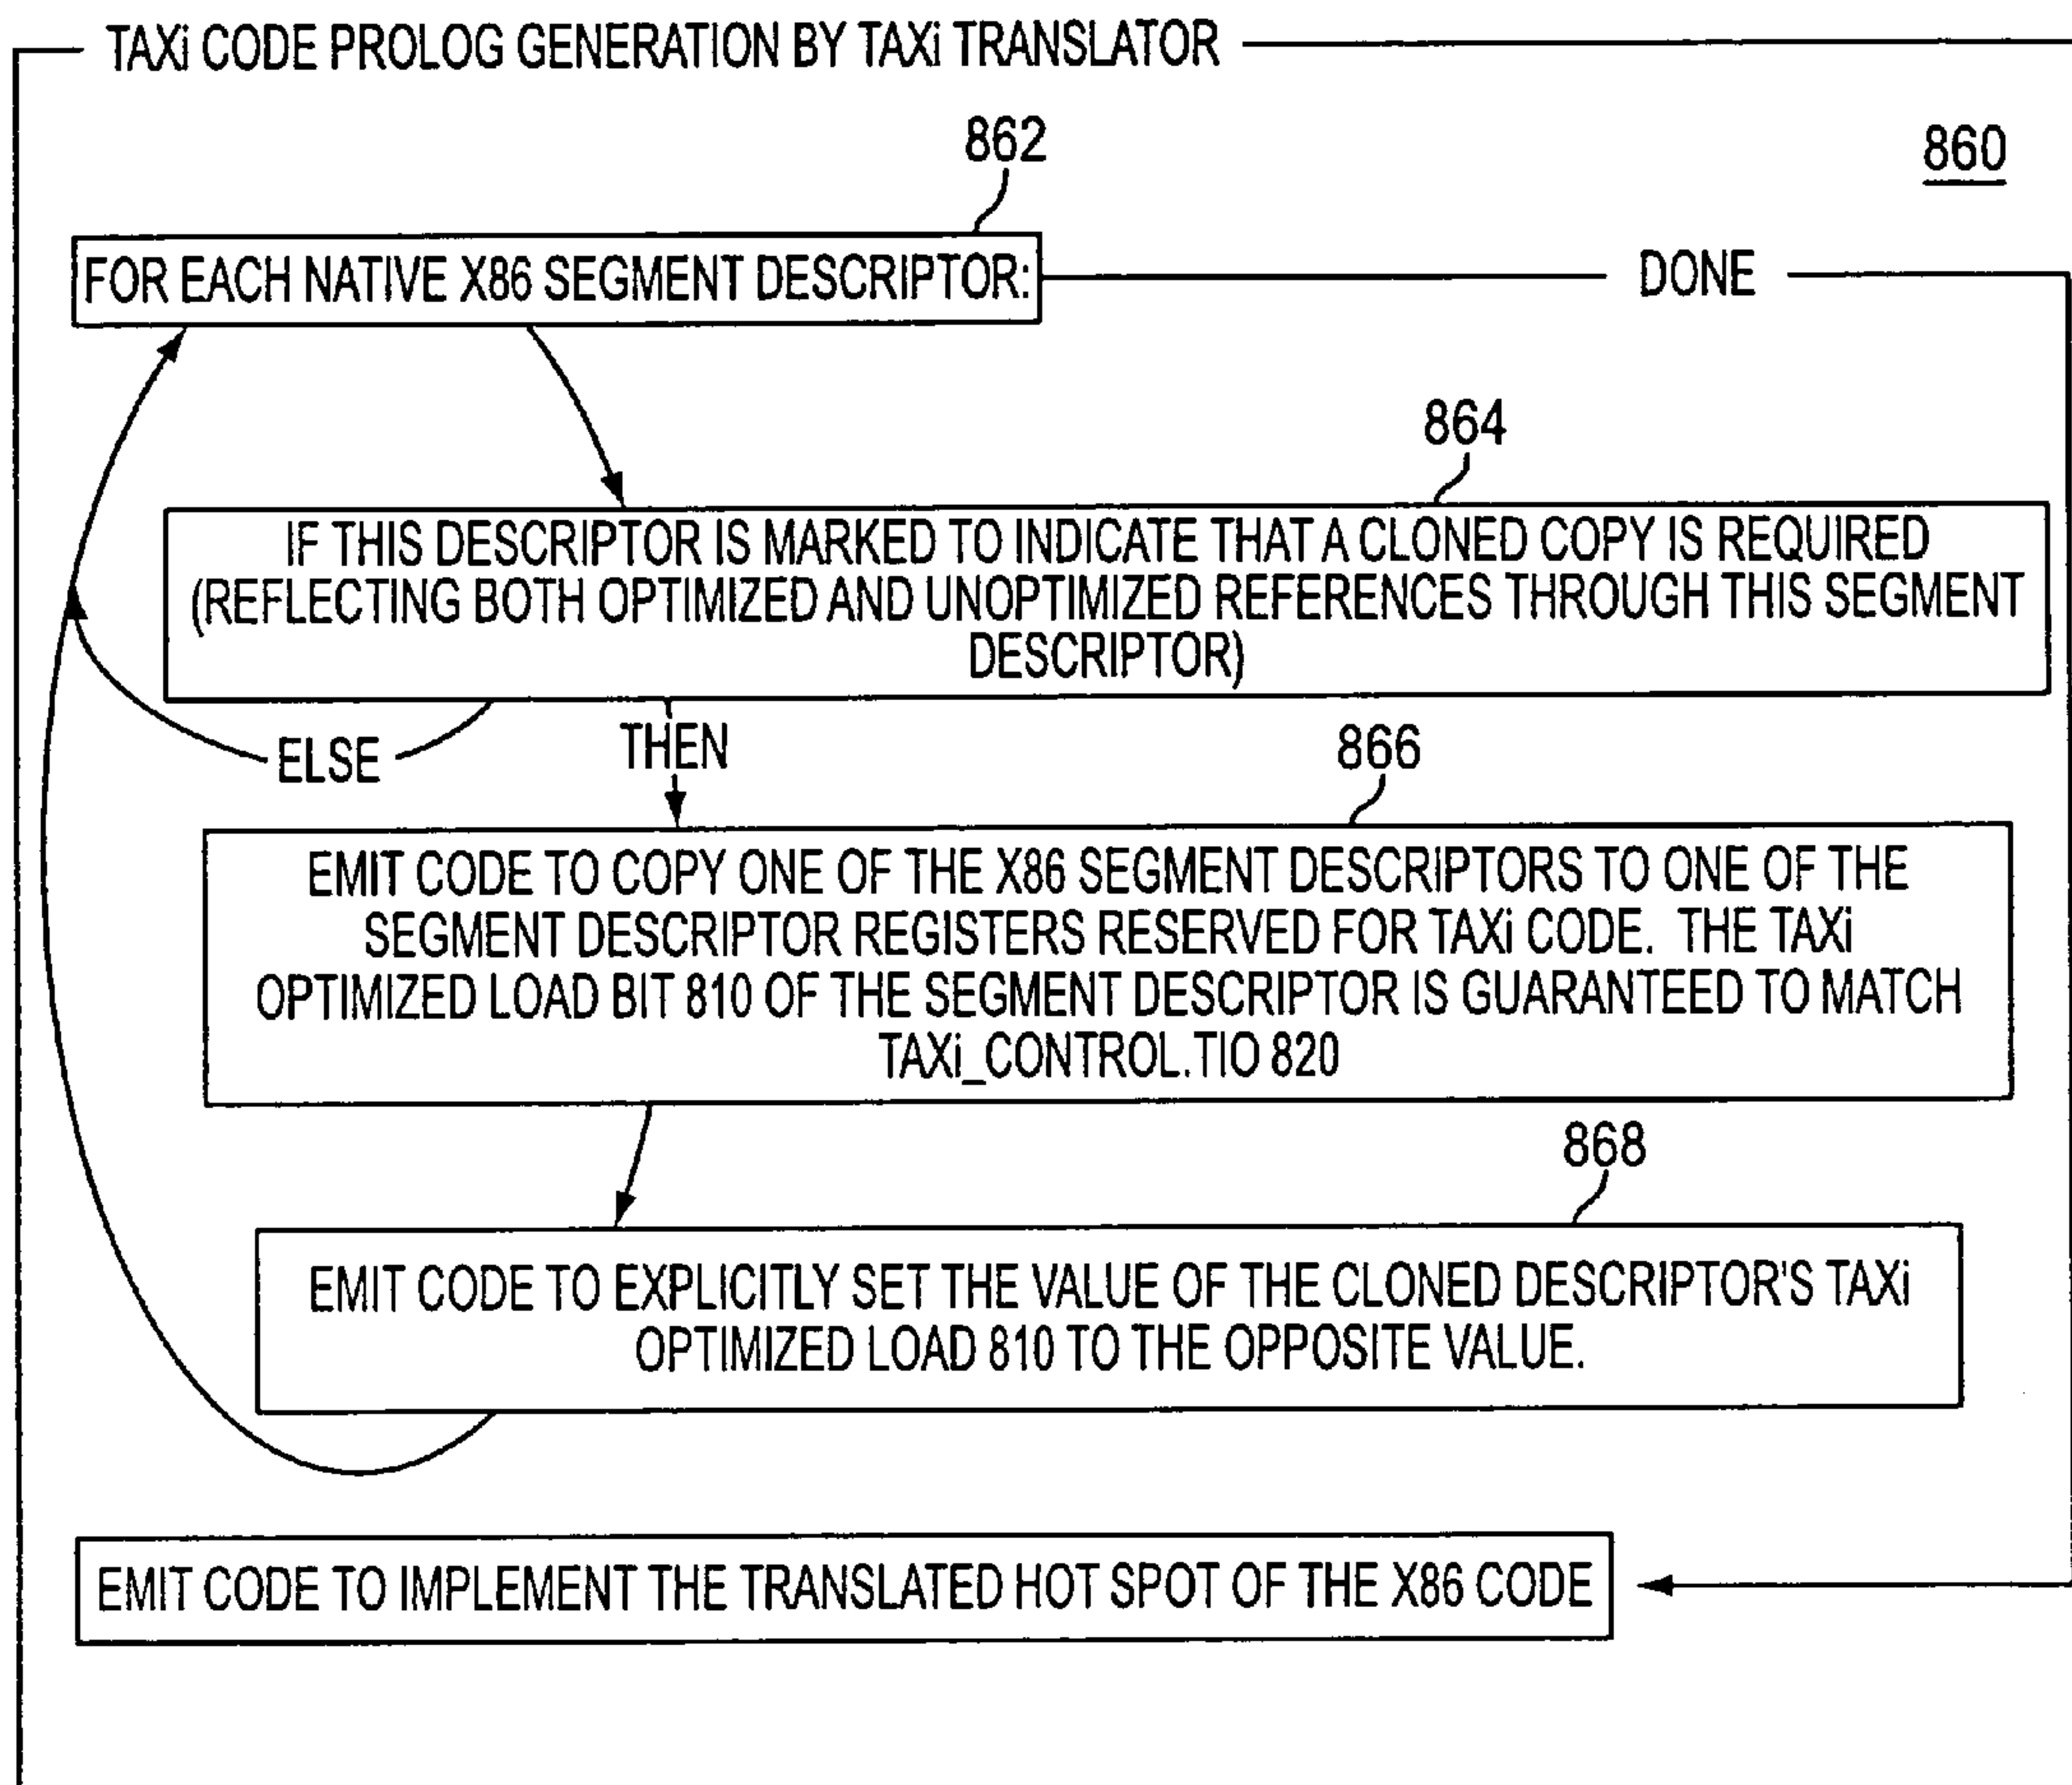 TAXi CODE PROLOG GENERATION BY TAXi TRANSLATOR
862
860
FOR EACH NATIVE X86 SEGMENT DESCRIPTOR:
DONE
864
IF THIS DESCRIPTOR IS MARKED TO INDICATE THAT A CLONED COPY IS REQUIRED
(REFLECTING BOTH OPTIMIZED AND UNOPTIMIZED REFERENCES THROUGH THIS SEGMENT
DESCRIPTOR)
ELSE
THEN
866
EMIT CODE TO COPY ONE OF THE X86 SEGMENT DESCRIPTORS TO ONE OF THE
SEGMENT DESCRIPTOR REGISTERS RESERVED FOR TAXi CODE. THE TAXi
OPTIMIZED LOAD BIT 810 OF THE SEGMENT DESCRIPTOR IS GUARANTEED TO MATCH
TAXi_CONTROL.TIO 820
868
EMIT CODE TO EXPLICITLY SET THE VALUE OF THE CLONED DESCRIPTOR'S TAXi
OPTIMIZED LOAD 810 TO THE OPPOSITE VALUE.
EMIT CODE TO IMPLEMENT THE TRANSLATED HOT SPOT OF THE X86 CODE